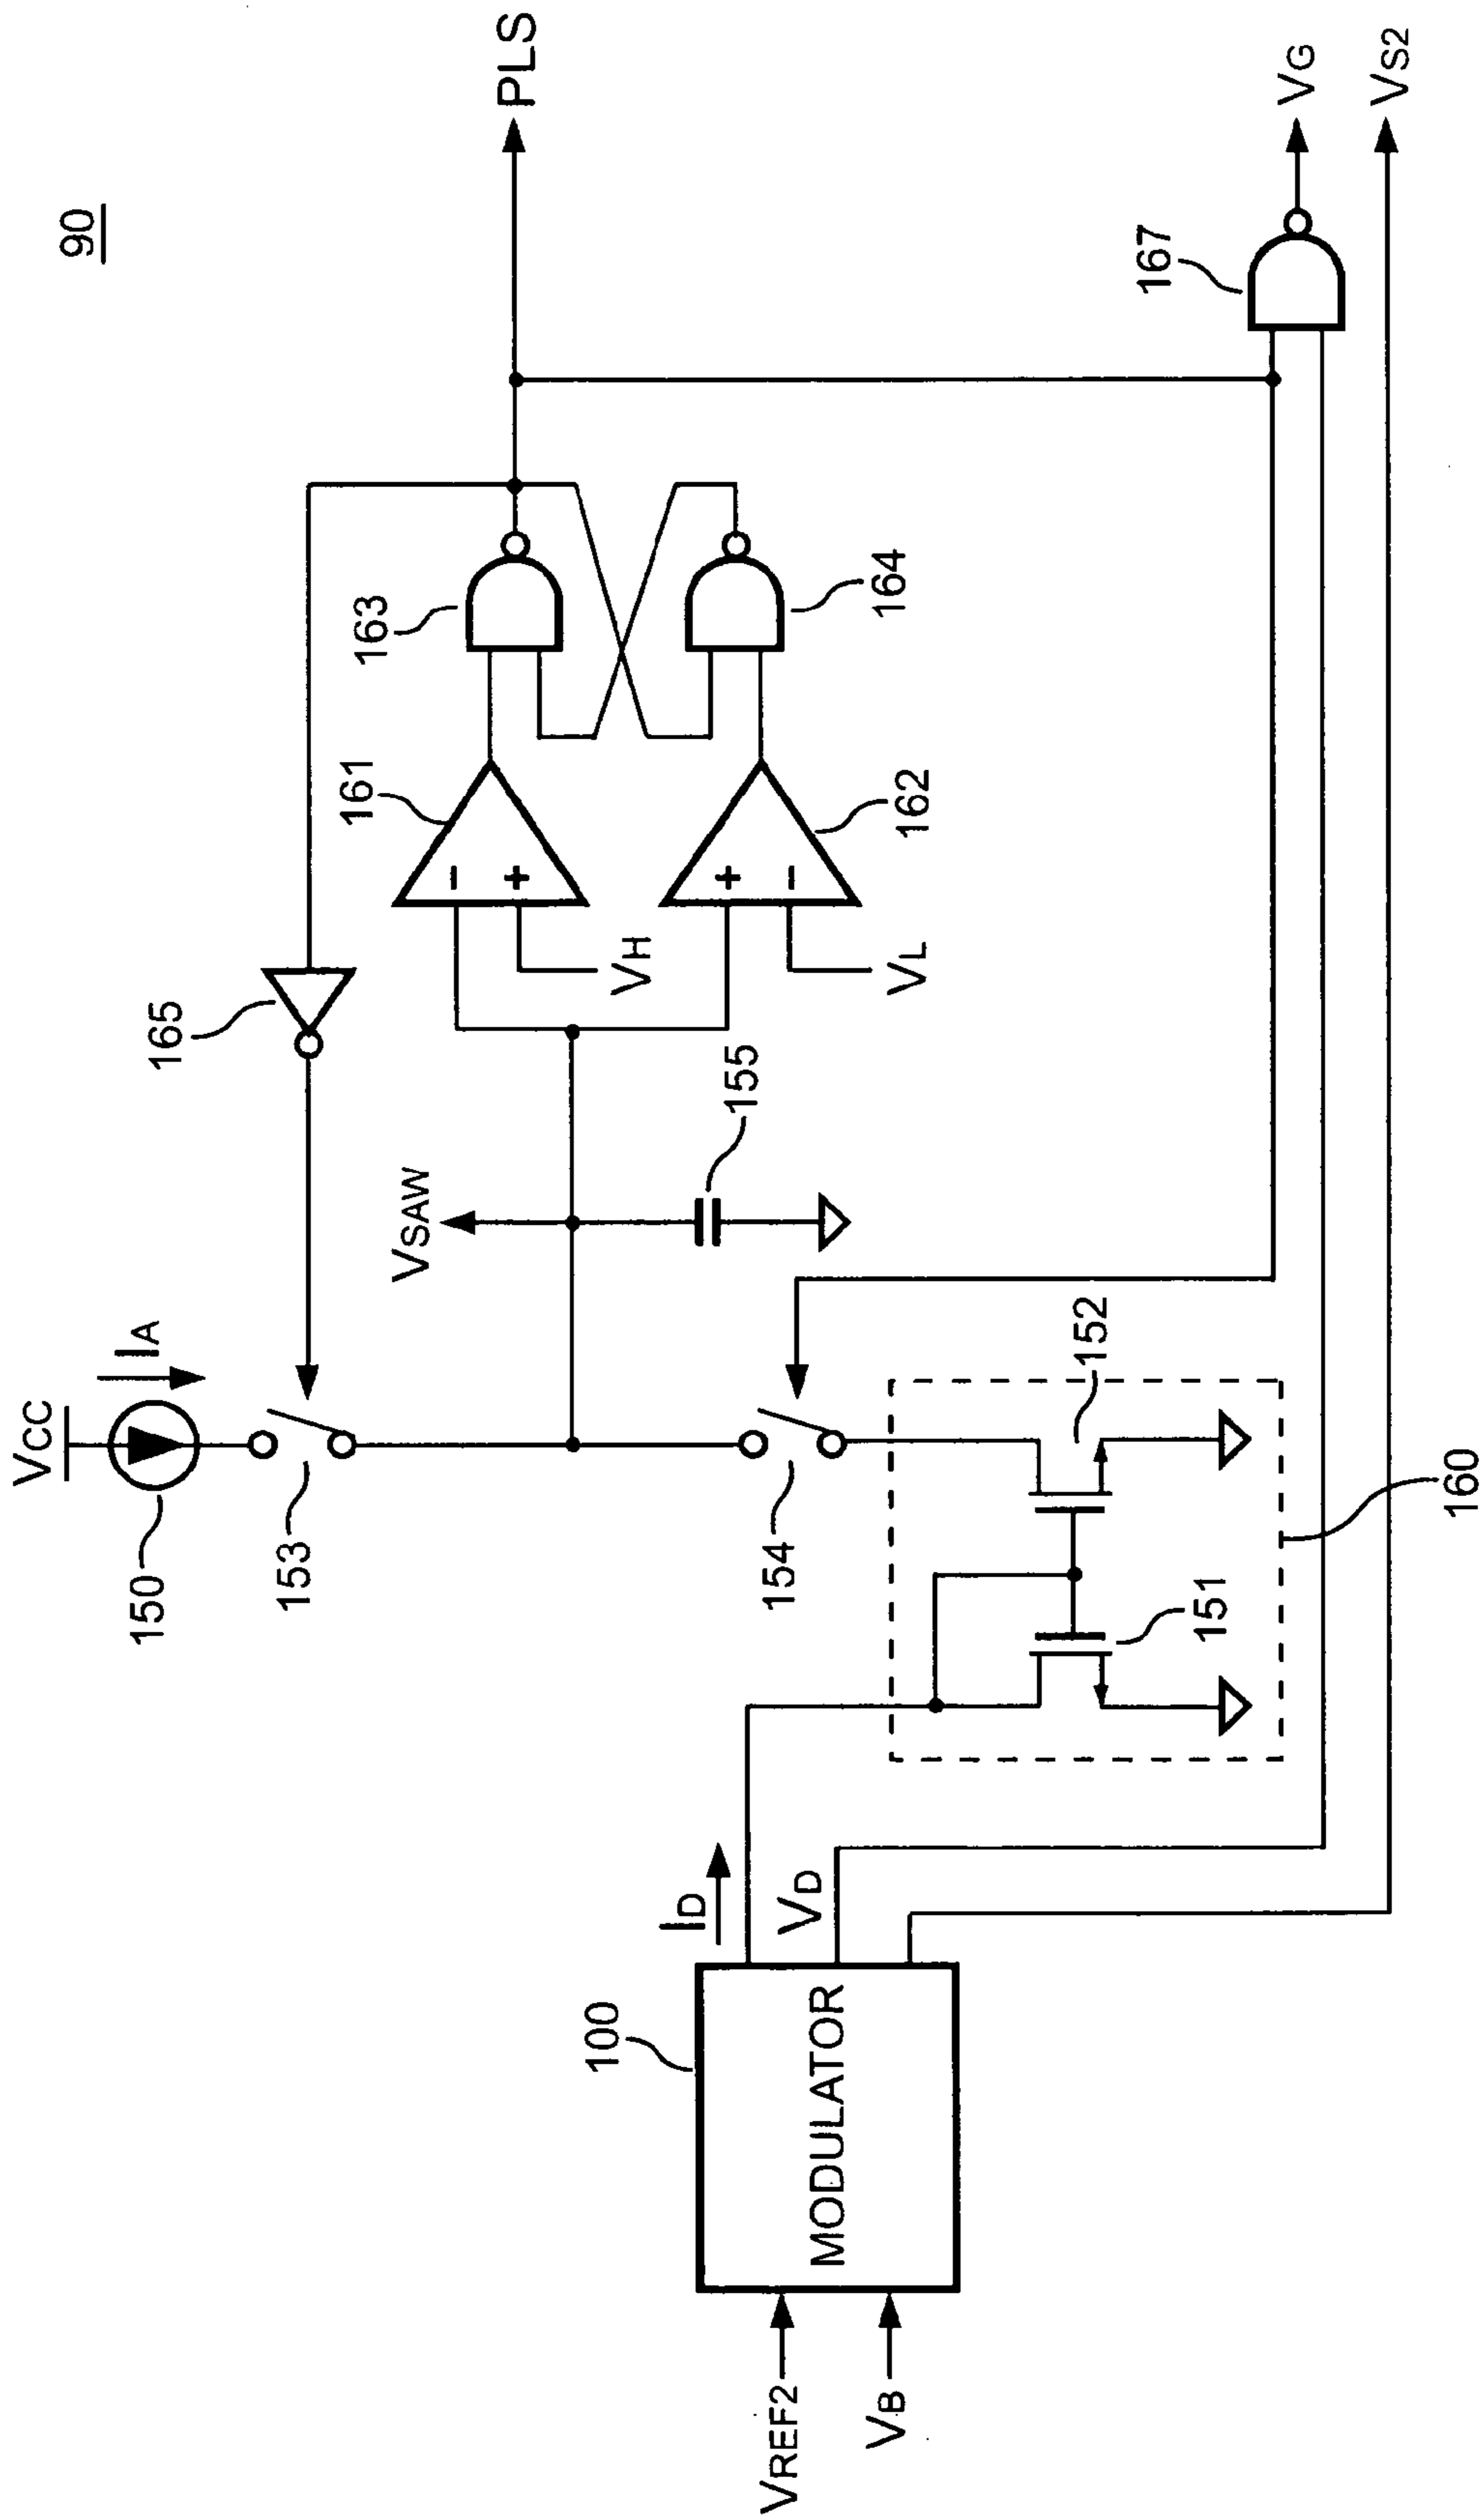 90
VCC
IA
150
153
165
PLS
163
161
VSAW
VH
155
164
162
VL
154
152
151
160
167
VG
VS2
100
MODULATOR
ID
VD
VREF2
VB